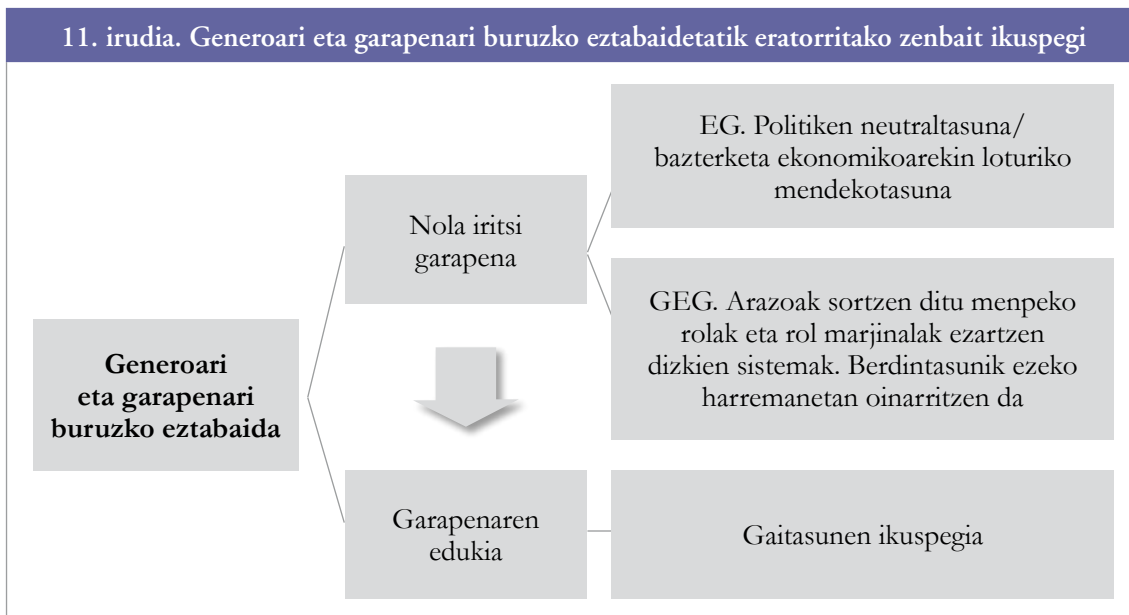 11. irudia. Generoari eta garapenari buruzko eztabaidetatik eratorritako zenbait ikuspegi
EG. Politiken neutraltasuna/
bazterketa ekonomikoarekin loturiko
mendekotasuna
Nola iritsi
garapena
GEG. Arazoak sortzen ditu menpeko
rolak eta rol marjinalak ezartzen
dizkien sistemak. Berdintasunik ezeko
harremanetan oinarritzen da
Generoari
eta garapenari
buruzko eztabaida
Garapenaren
edukia
Gaitasunen ikuspegia